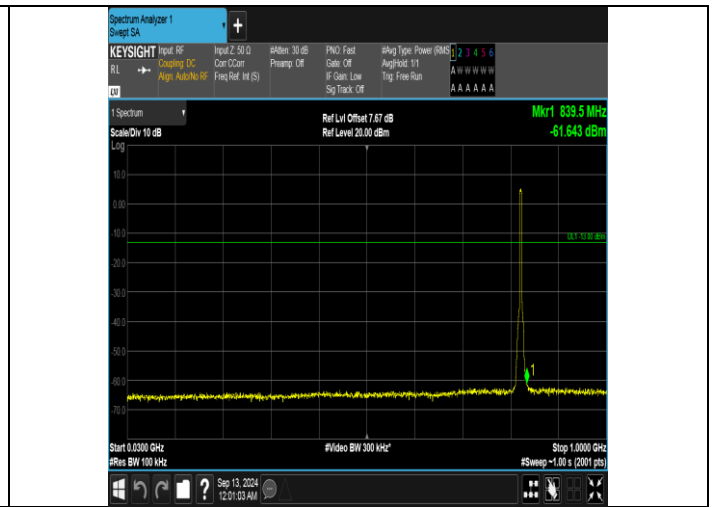 Spectrum Analyzer 1
Swept SA
+
KEYSIGHT Input: RF Input Z: 50 Ω #Atten: 30 dB PNO: Fast #Avg Type: Power (RMS 1 2 3 4 5 6
RL Coupling: DC Corr CCorr Preamp: Off Gate: Off Avg|Hold: 1/1 A W W W W W
Align: Auto/No RF Freq Ref: Int (S) IF Gain: Low Trig: Free Run
Sig Track: Off A A A A A A
1 Spectrum Ref Lvl Offset 7.67 dB Mkr1 839.5 MHz
Scale/Div 10 dB Ref Level 20.00 dBm -61.643 dBm
Log
10.0
0.00
-10.0
DL1 -13.00 dBm
-20.0
-30.0
-40.0
-50.0
-60.0
1
-70.0
Start 0.0300 GHz #Video BW 300 kHz* Stop 1.0000 GHz
#Res BW 100 kHz #Sweep ~1.00 s (2001 pts)
? Sep 13, 2024
12:01:03 AM